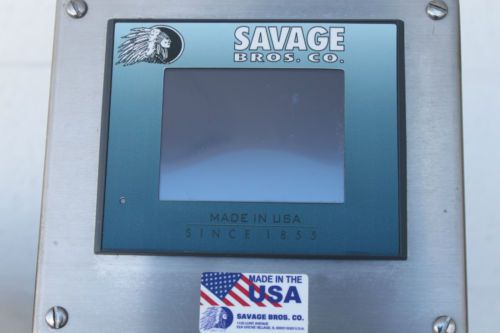 SAVAGE
BROS. CO.
MADE IN USA
SINCE 1855
MADE IN THE
USA
SAVAGE BROS. CO.